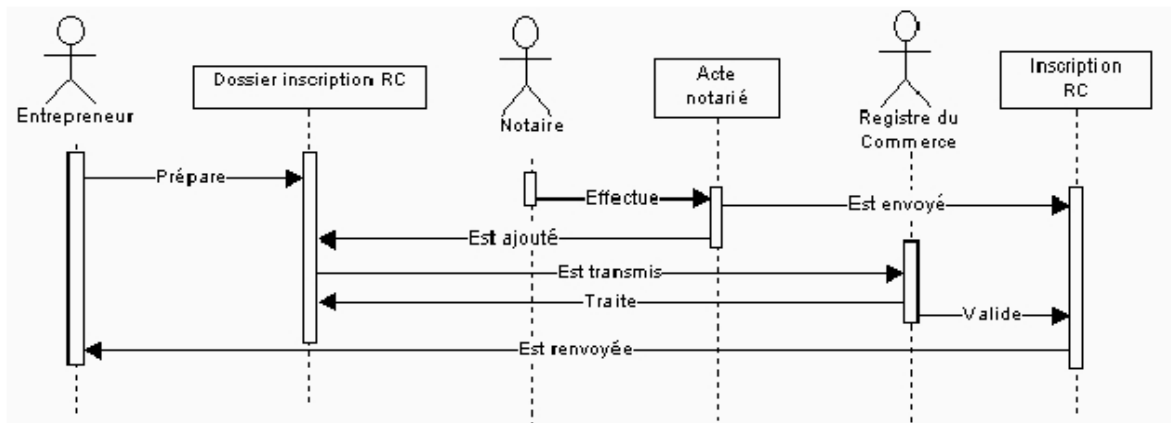 Entrepreneur
Dossier inscription RC
Notaire
Acte
notarié
Registre du
Commerce
Inscription
RC
Prépare
Effectue
Est envoyé
Est ajouté
Est transmis
Traite
Valide
Est renvoyée